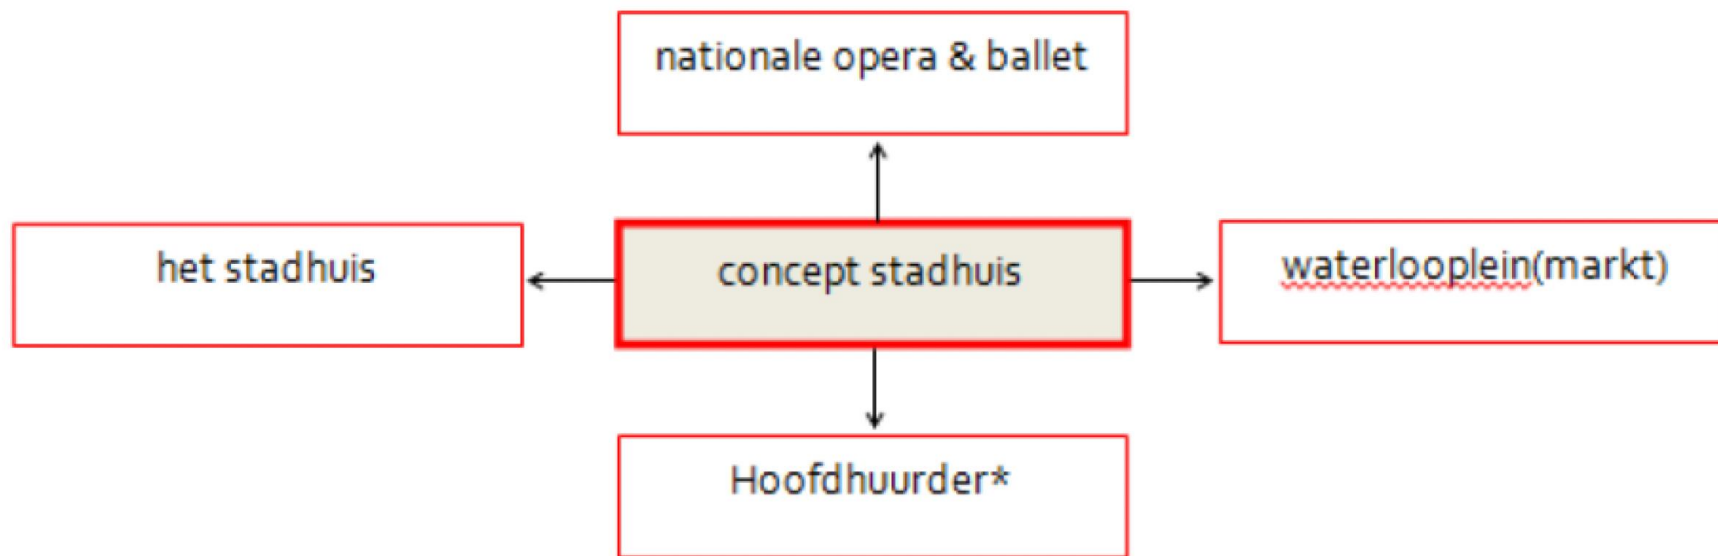 nationale opera & ballet
het stadhuis
concept stadhuis
waterlooplein(markt)
Hoofdhuurder*